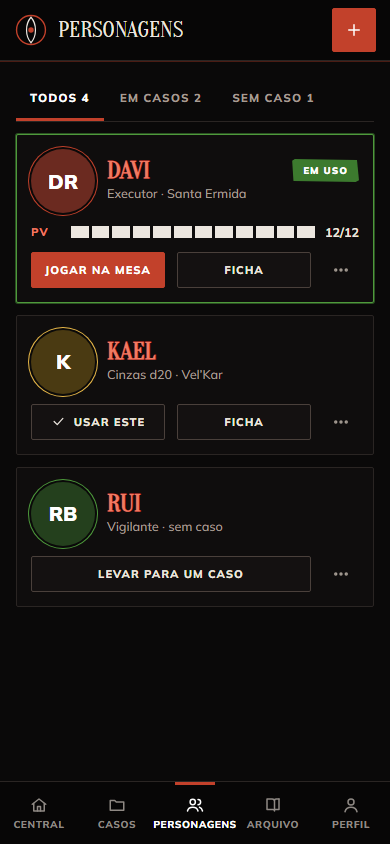 PERSONAGENS
TODOS 4
EM CASOS 2
SEM CASO 1
DR
DAVI
Executor · Santa Ermida
EM USO
PV
12/12
JOGAR NA MESA
FICHA
K
KAEL
Cinzas d20 · Vel'Kar
USAR ESTE
FICHA
RB
RUI
Vigilante · sem caso
LEVAR PARA UM CASO
CENTRAL
CASOS
PERSONAGENS
ARQUIVO
PERFIL